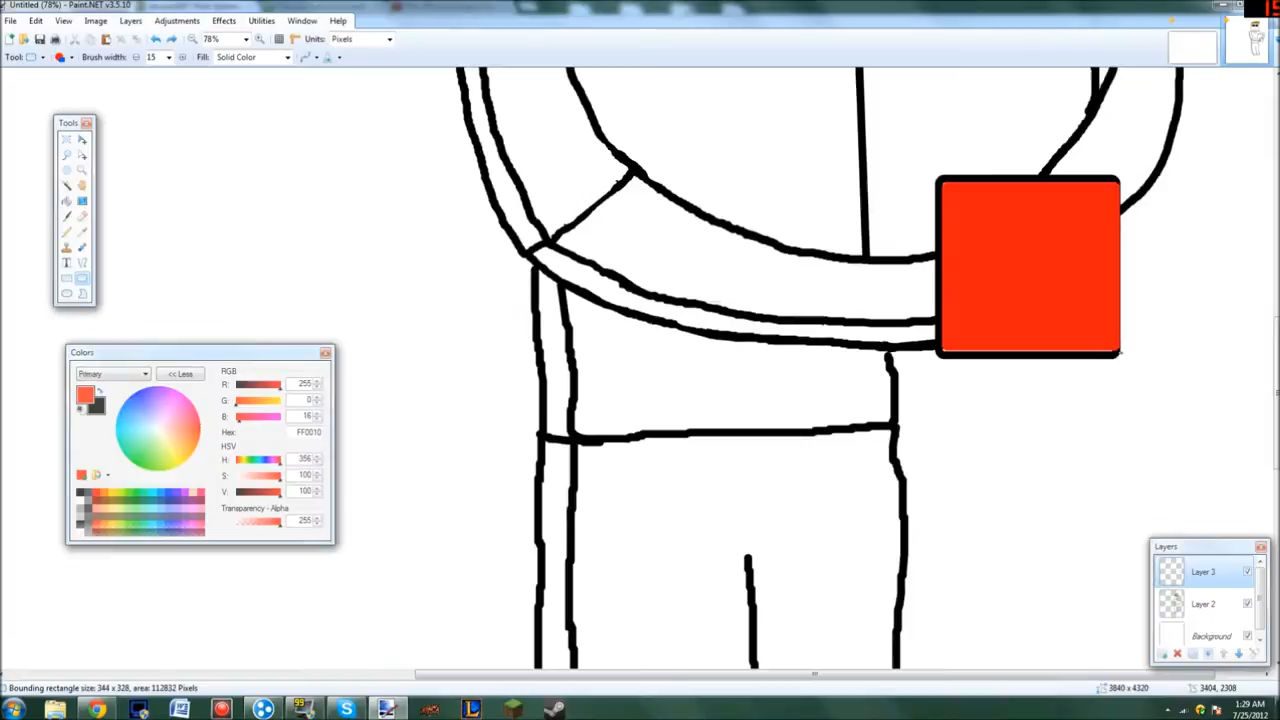 Untitled (78%) - Paint.NET v3.5.10
File Edit View Image Layers Adjustments Effects Utilities Window Help
78% Units: Pixels
Tool: Brush width: 15 Fill: Solid Color
15
Tools
Colors
Primary << Less
RGB
R: 255
G: 0
B: 16
Hex: FF0010
HSV
H: 356
S: 100
V: 100
Transparency - Alpha
255
Layers
Layer 3
Layer 2
Background
Bounding rectangle size: 344 x 328, area: 112832 Pixels
3840 x 4320
3404, 2308
99
1:29 AM
7/25/2012